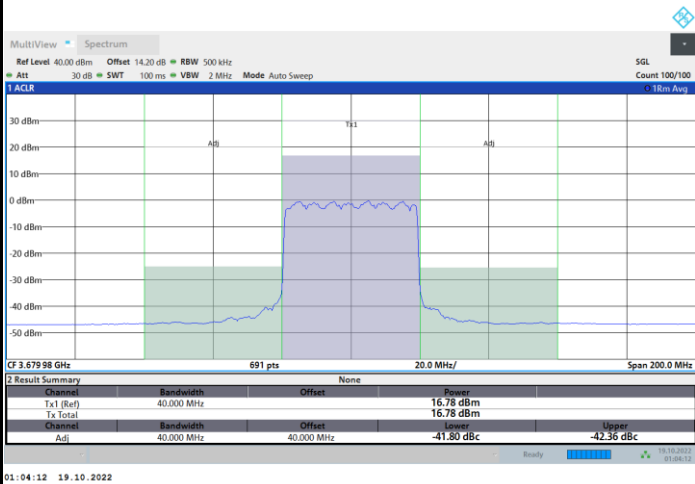 MultiView Spectrum
Ref Level 40.00 dBm Offset 14.20 dB RBW 500 kHz SGL
Att 30 dB SWT 100 ms VBW 2 MHz Mode Auto Sweep Count 100/100
1 ACLR 1Rm Avg
30 dBm
Tx1
20 dBm Adj Adj
10 dBm
0 dBm
-10 dBm
-20 dBm
-30 dBm
-40 dBm
-50 dBm
CF 3.67998 GHz 691 pts 20.0 MHz/ Span 200.0 MHz
2 Result Summary None
Channel Bandwidth Offset Power
Tx1 (Ref) 40.000 MHz 16.78 dBm
Tx Total 16.78 dBm
Channel Bandwidth Offset Lower Upper
Adj 40.000 MHz 40.000 MHz -41.80 dBc -42.36 dBc
Ready 19.10.2022
01:04:12
01:04:12 19.10.2022